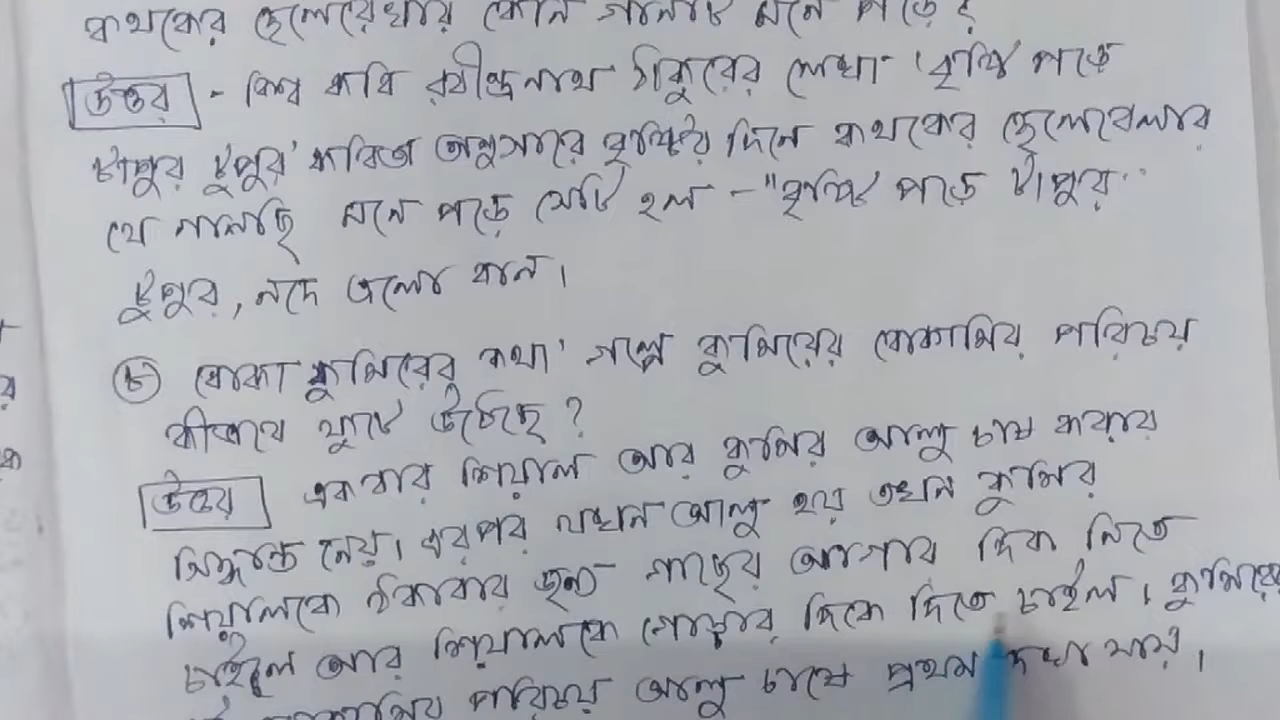 কথকের ছেলেবেলার কোন গানটি মনে পড়ে?
উত্তর - বিশ্ব কবি রবীন্দ্রনাথ ঠাকুরের লেখা- 'বৃষ্টি পড়ে
টাপুর টুপুর' কবিতা অনুসারে বৃষ্টির দিনে কথকের ছেলেবেলার
যে গানটি মনে পড়ে সেটি হল - "বৃষ্টি পড়ে টাপুর
টুপুর, নদে এলো বান।
৮ বোকা কুমিরের কথা' গল্পে কুমিরের বোকামির পরিচয়
কীভাবে ফুটে উঠেছে?
উত্তর একবার শিয়াল আর কুমির আলু চাষ করার
সিদ্ধান্ত নেয়। এরপর যখন আলু হয় তখন কুমির
শিয়ালকে ঠকাবার জন্য গাছের আগার দিক নিতে
চাইলে আর শিয়ালকে গোড়ার দিকে দিতে চাইল। কুমিরের
পরিচয় আলু চাষে প্রথম দেখা যায়।